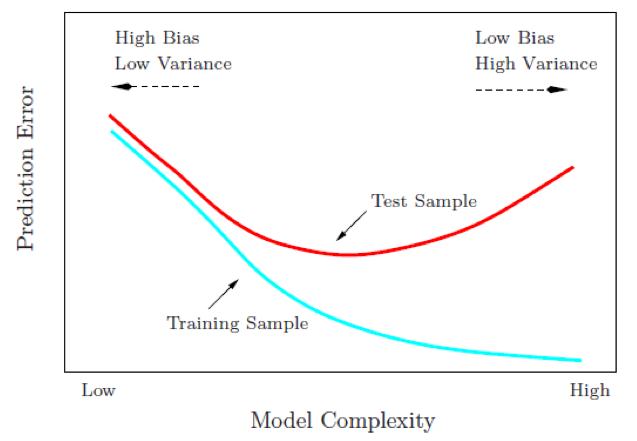 High Bias
Low Variance
Low Bias
High Variance
Prediction Error
Test Sample
Training Sample
Low
High
Model Complexity